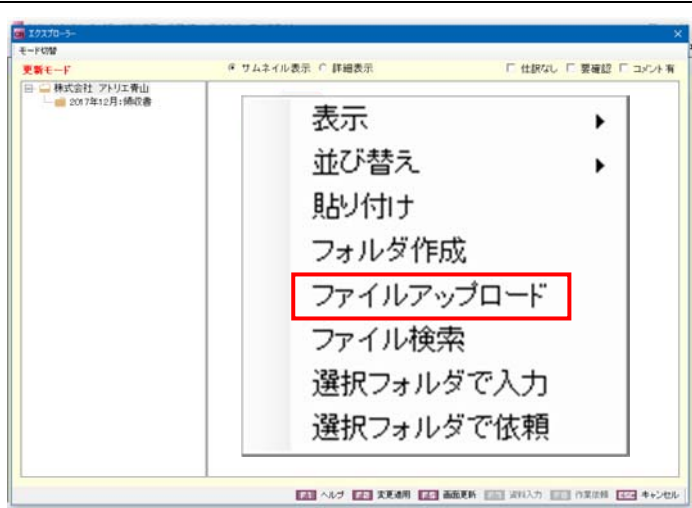 エクスプローラー
モード切替
更新モード
サムネイル表示 詳細表示 仕訳なし 要確認 コメント有
株式会社 アトリエ青山
2017年12月:領収書
表示
並び替え
貼り付け
フォルダ作成
ファイルアップロード
ファイル検索
選択フォルダで入力
選択フォルダで依頼
ヘルプ 変更適用 画面更新 資料入力 作業依頼 ESC キャンセル